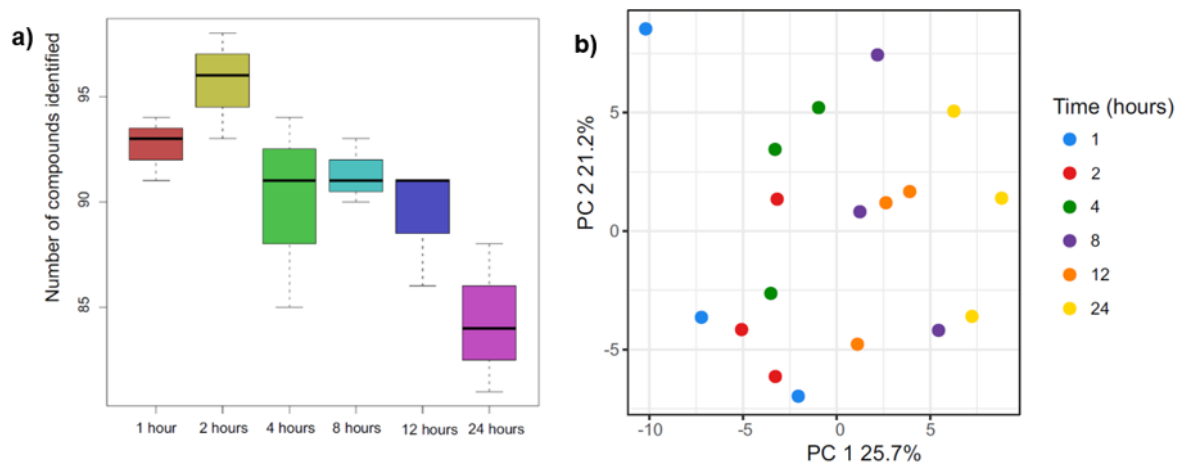 a)
Number of compounds identified
95
90
85
1 hour 2 hours 4 hours 8 hours 12 hours 24 hours
b)
PC 2 21.2%
5
0
-5
-10 -5 0 5
PC 1 25.7%
Time (hours)
1
2
4
8
12
24